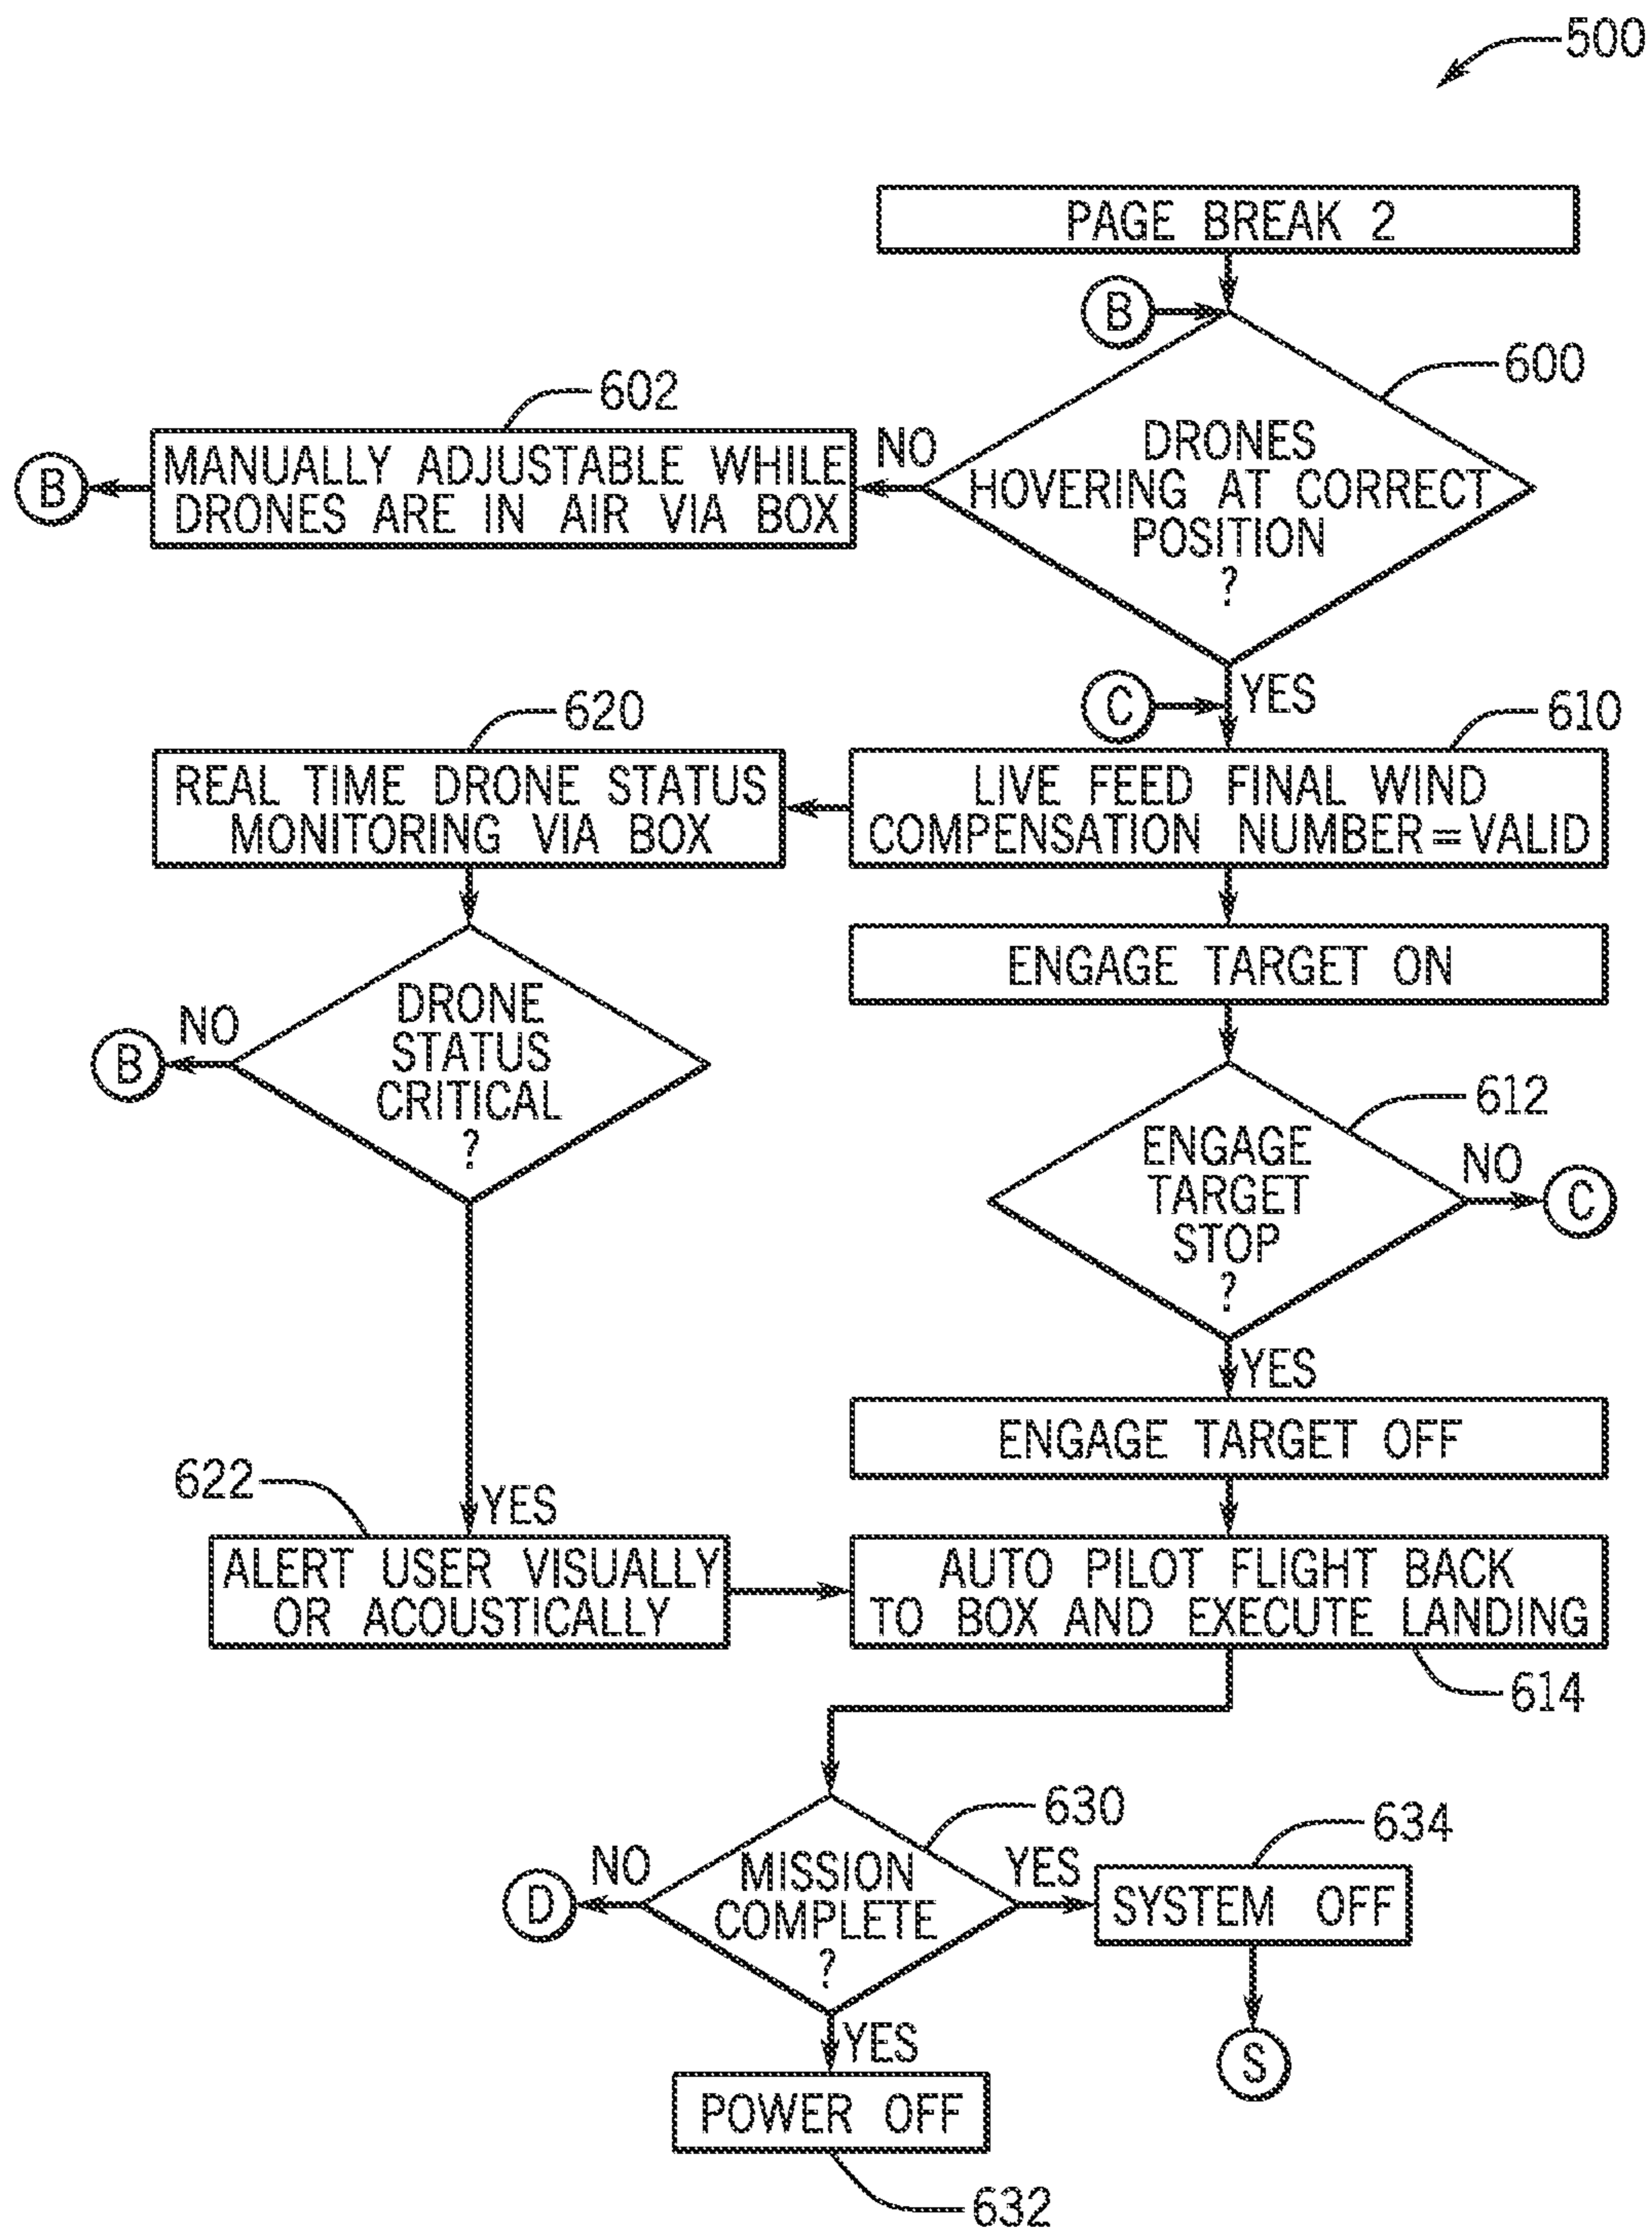 500
PAGE BREAK 2
B
600
602
DRONES
HOVERING AT CORRECT
POSITION
?
NO
MANUALLY ADJUSTABLE WHILE
DRONES ARE IN AIR VIA BOX
B
YES
C
610
620
LIVE FEED FINAL WIND
COMPENSATION NUMBER=VALID
REAL TIME DRONE STATUS
MONITORING VIA BOX
ENGAGE TARGET ON
DRONE
STATUS
CRITICAL
?
NO
B
612
ENGAGE
TARGET
STOP
?
NO
C
YES
ENGAGE TARGET OFF
622
YES
ALERT USER VISUALLY
OR ACOUSTICALLY
AUTO PILOT FLIGHT BACK
TO BOX AND EXECUTE LANDING
614
630
634
NO
D
MISSION
COMPLETE
?
YES
SYSTEM OFF
S
YES
POWER OFF
632